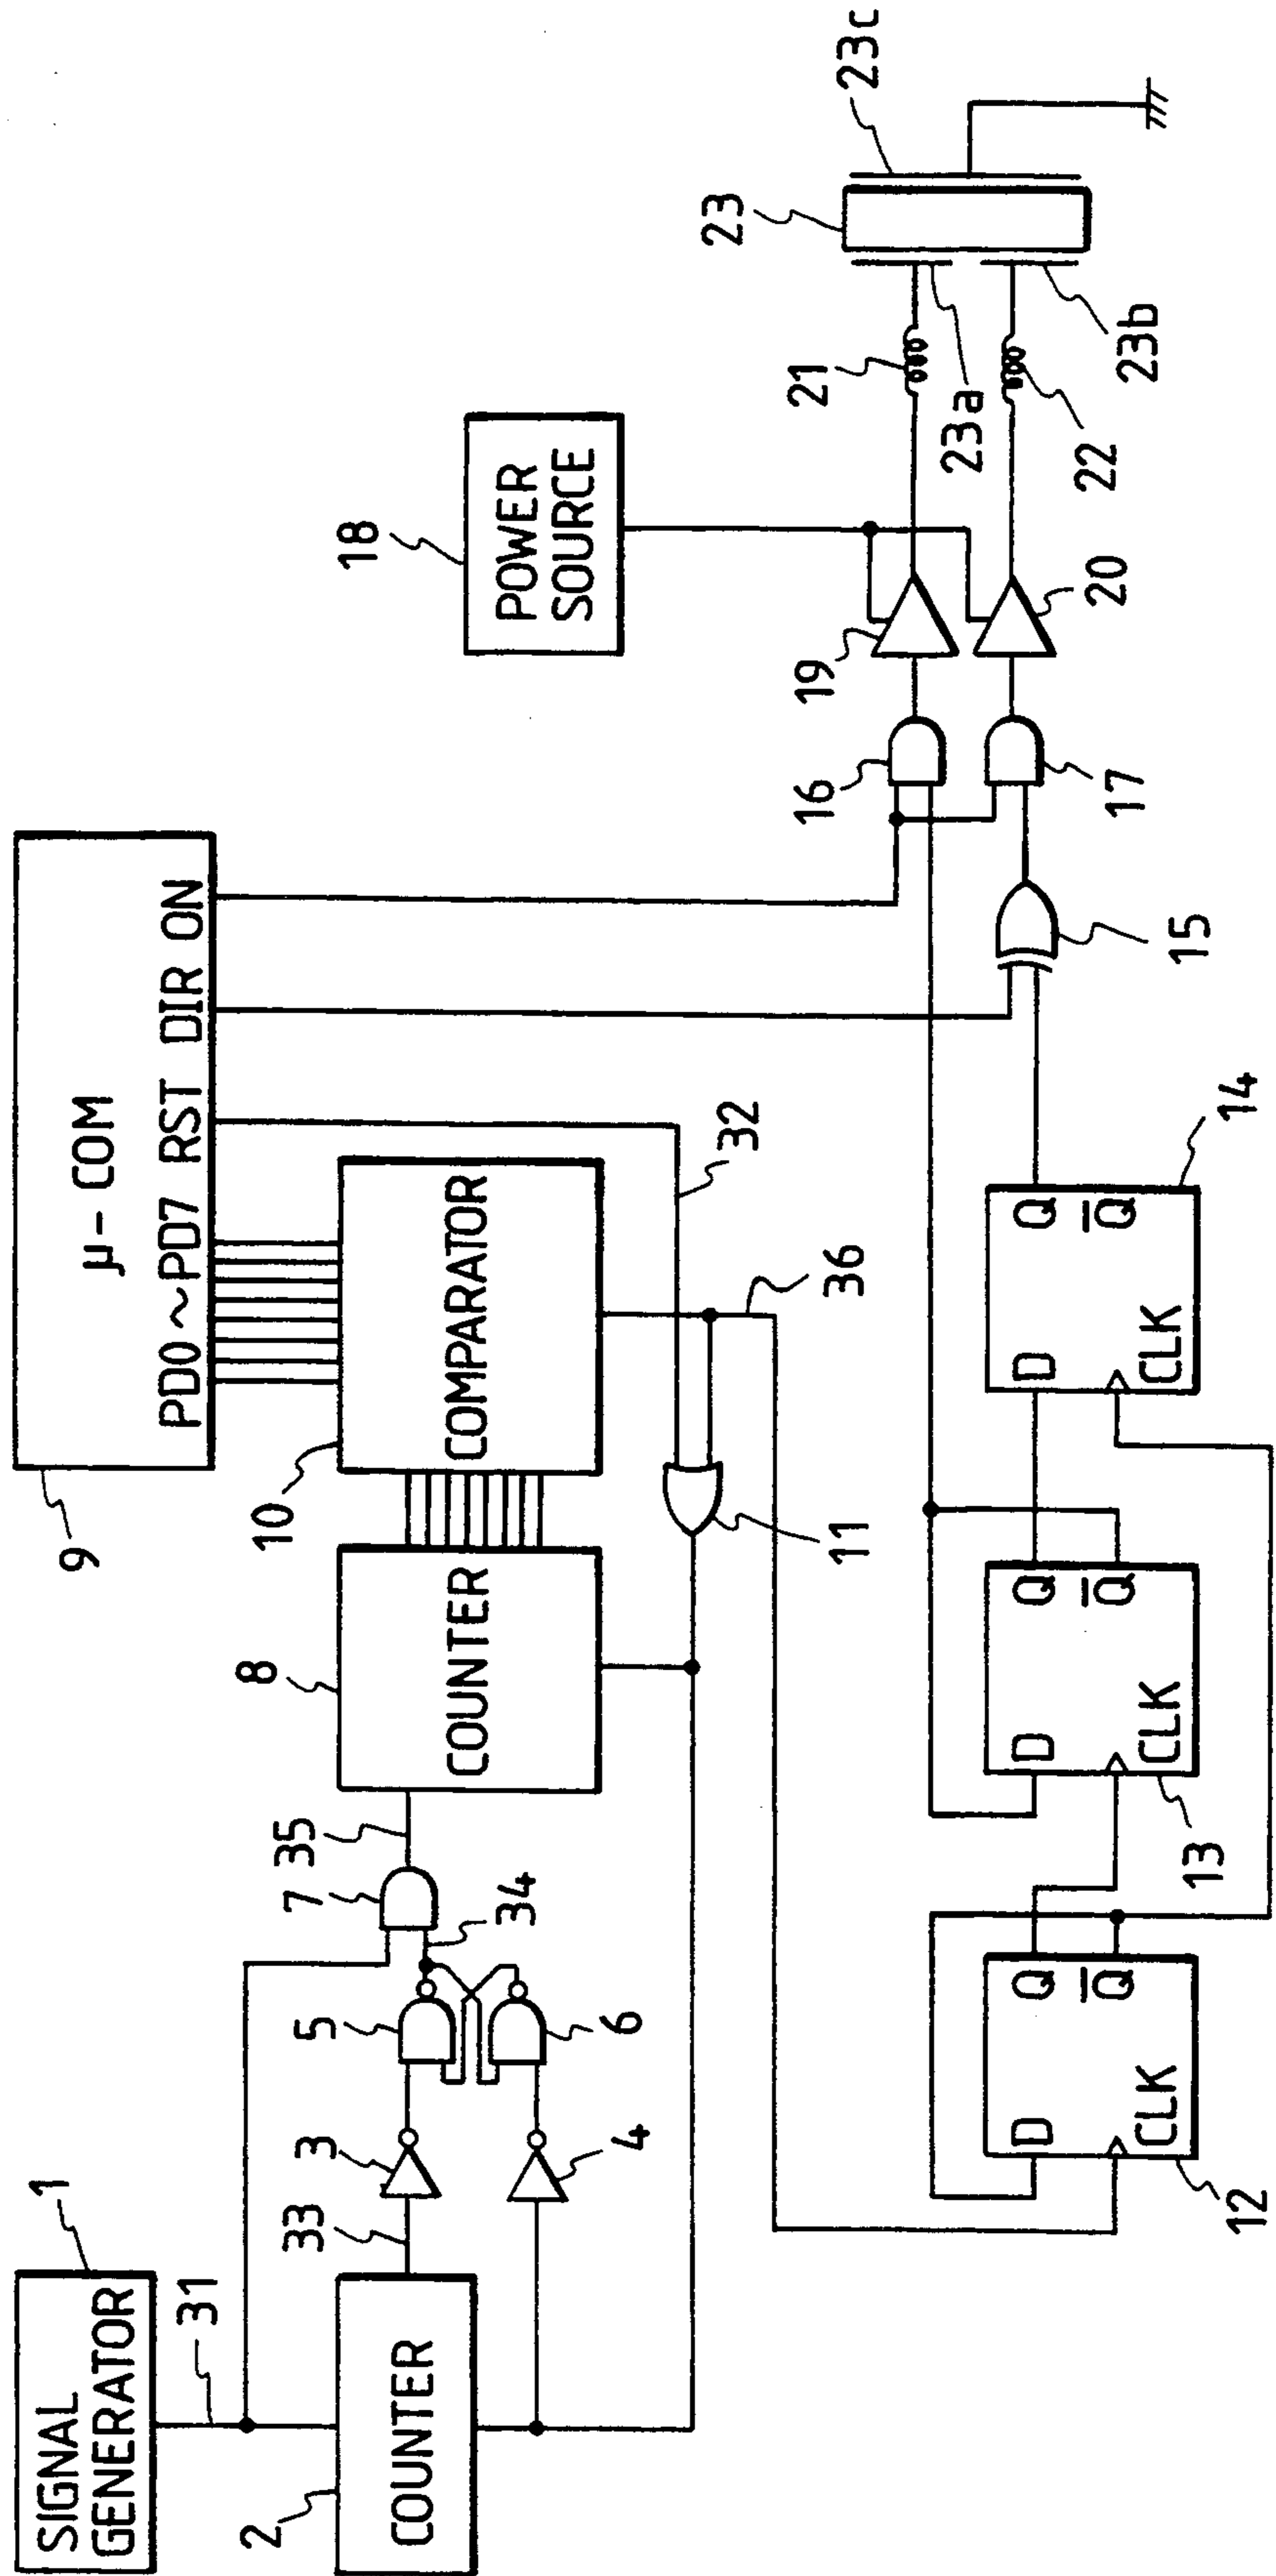 SIGNAL
GENERATOR
1
31
2
COUNTER
33
3
4
5
6
34
7
35
8
COUNTER
9
μ-COM
PD0~PD7 RST DIR ON
10
COMPARATOR
11
32
36
12
D
CLK
Q
Q̅
13
D
CLK
Q
Q̅
14
D
CLK
Q
Q̅
15
16
17
18
POWER
SOURCE
19
20
21
22
23
23a
23b
23c